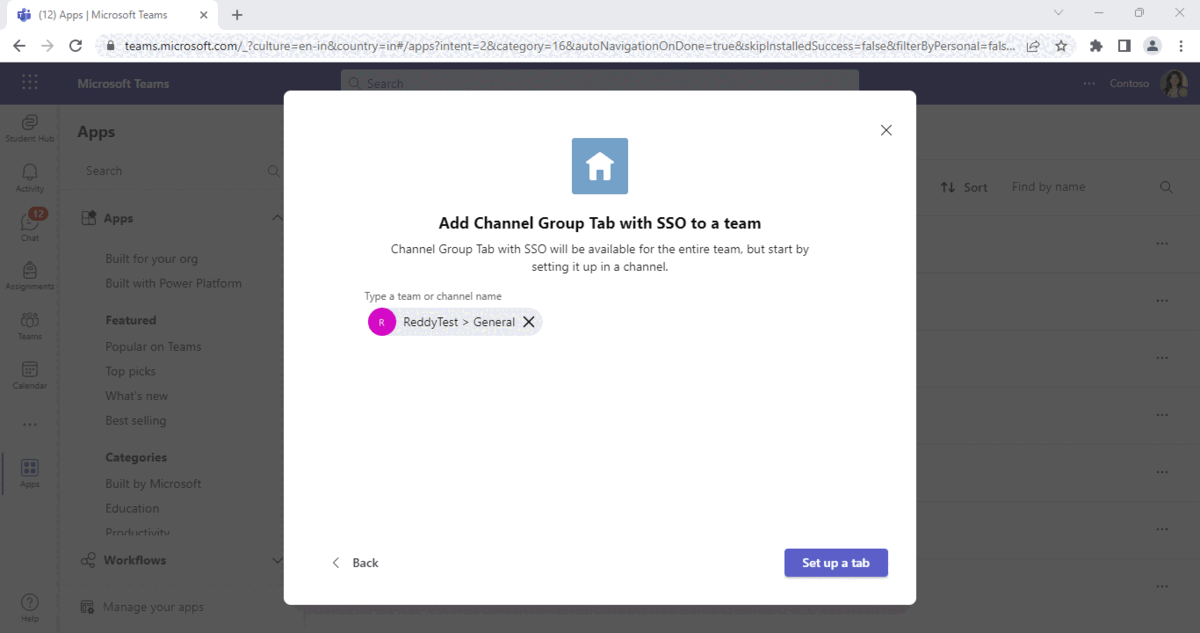 (12) Apps | Microsoft Teams
teams.microsoft.com/_?culture=en-in&country=in#/apps?intent=2&category=16&autoNavigationOnDone=true&skipInstalledSuccess=false&filterByPersonal=fals...
Microsoft Teams
Search
Contoso
Student Hub
Activity
12
Chat
Assignments
Teams
Calendar
Apps
Help
Apps
Search
Apps
Built for your org
Built with Power Platform
Featured
Popular on Teams
Top picks
What's new
Best selling
Categories
Built by Microsoft
Education
Productivity
Workflows
Manage your apps
Sort
Find by name
Add Channel Group Tab with SSO to a team
Channel Group Tab with SSO will be available for the entire team, but start by
setting it up in a channel.
Type a team or channel name
R
ReddyTest > General
Back
Set up a tab